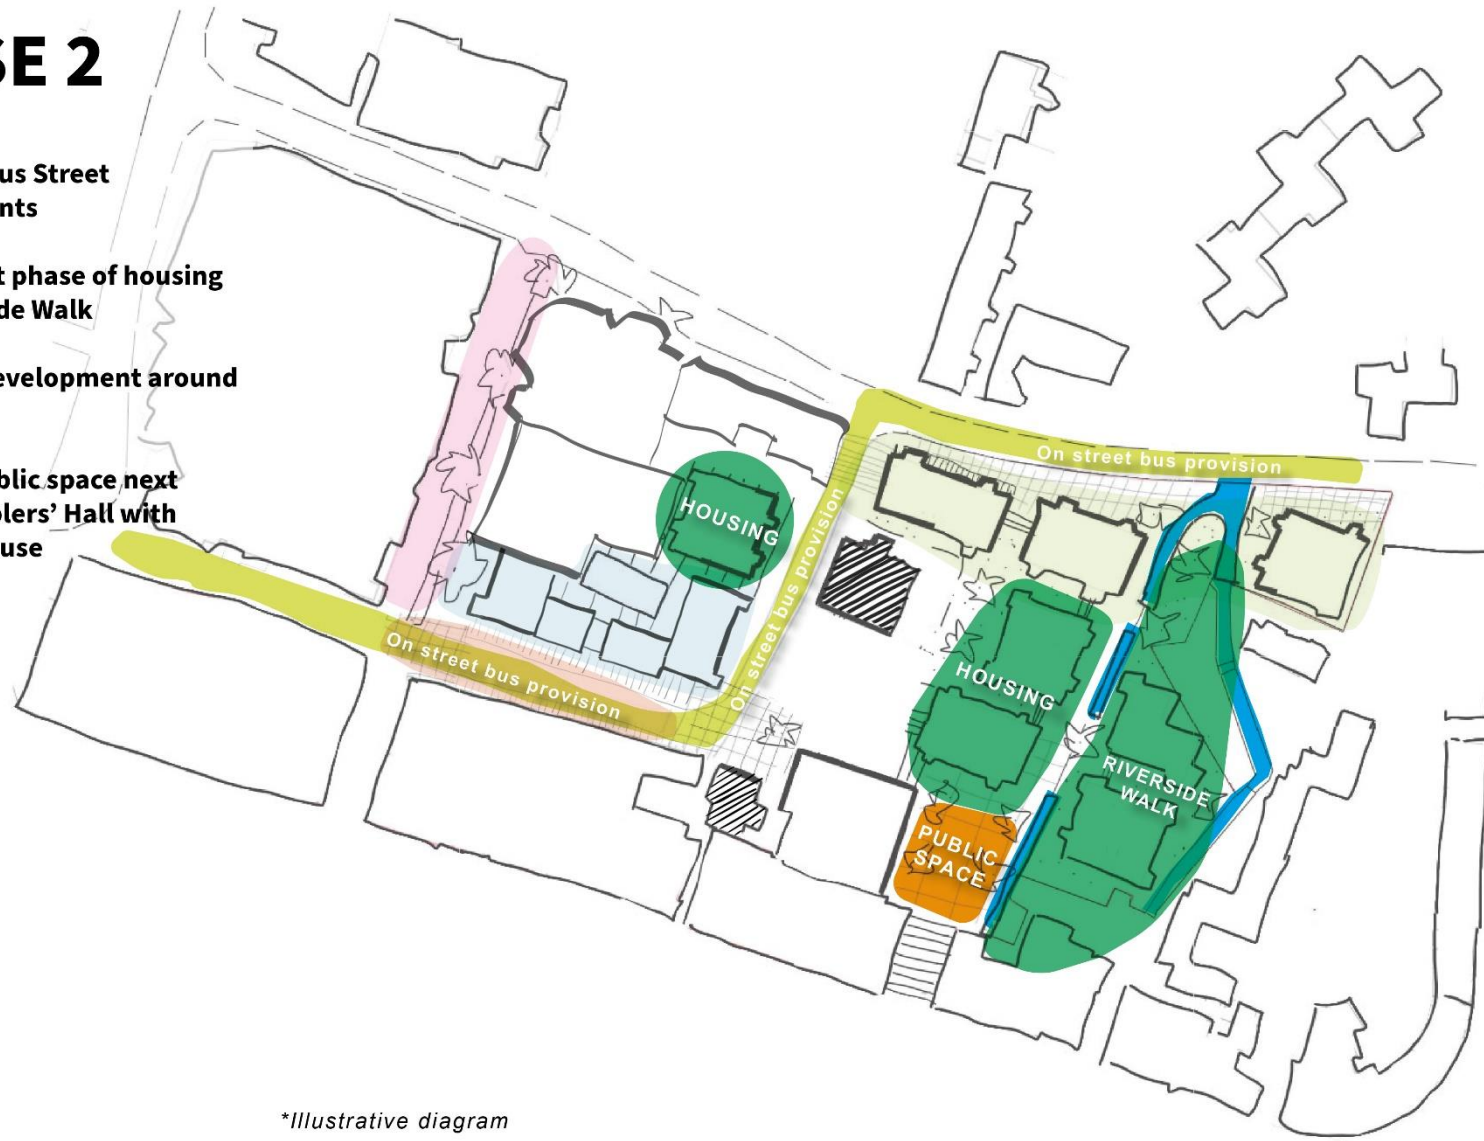 SE 2
us Street
nts
t phase of housing
de Walk
evelopment around
blic space next
olers’ Hall with
use
On street bus provision
HOUSING
On street bus provision
On street bus provision
HOUSING
RIVERSIDE
WALK
PUBLIC
SPACE
*Illustrative diagram